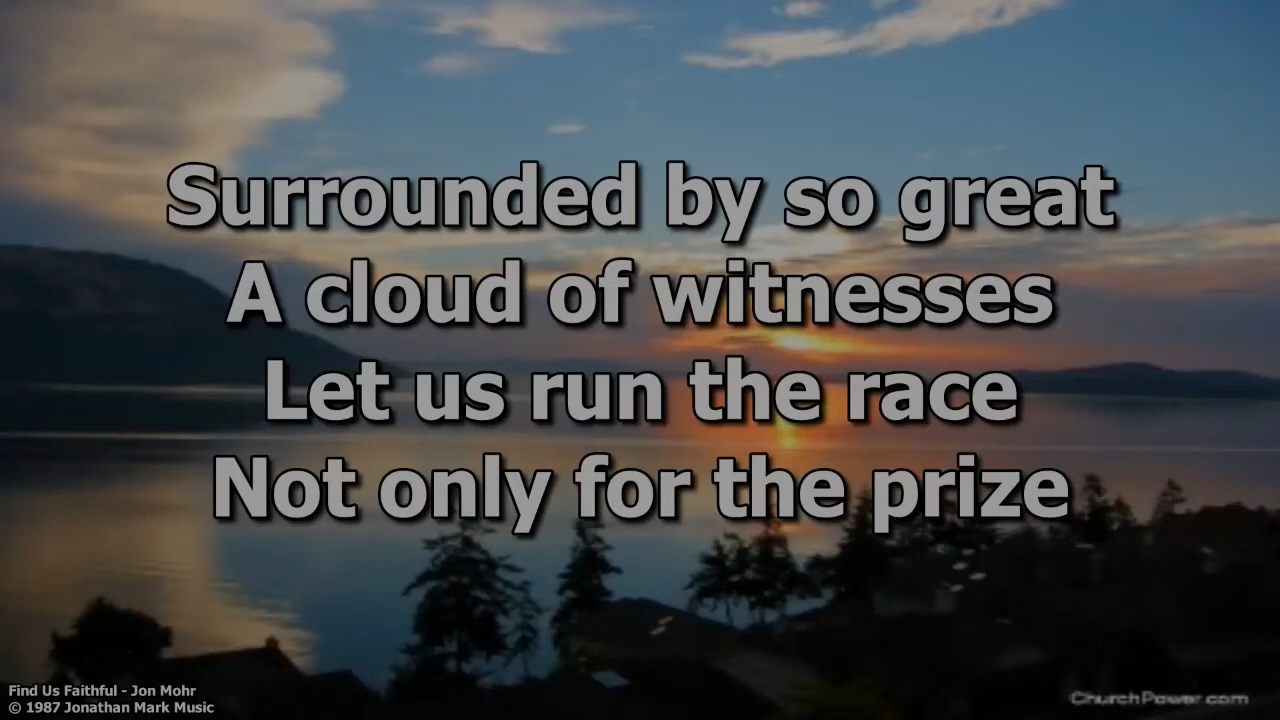 Surrounded by so great
A cloud of witnesses
Let us run the race
Not only for the prize
Find Us Faithful - Jon Mohr
© 1987 Jonathan Mark Music
ChurchPower.com